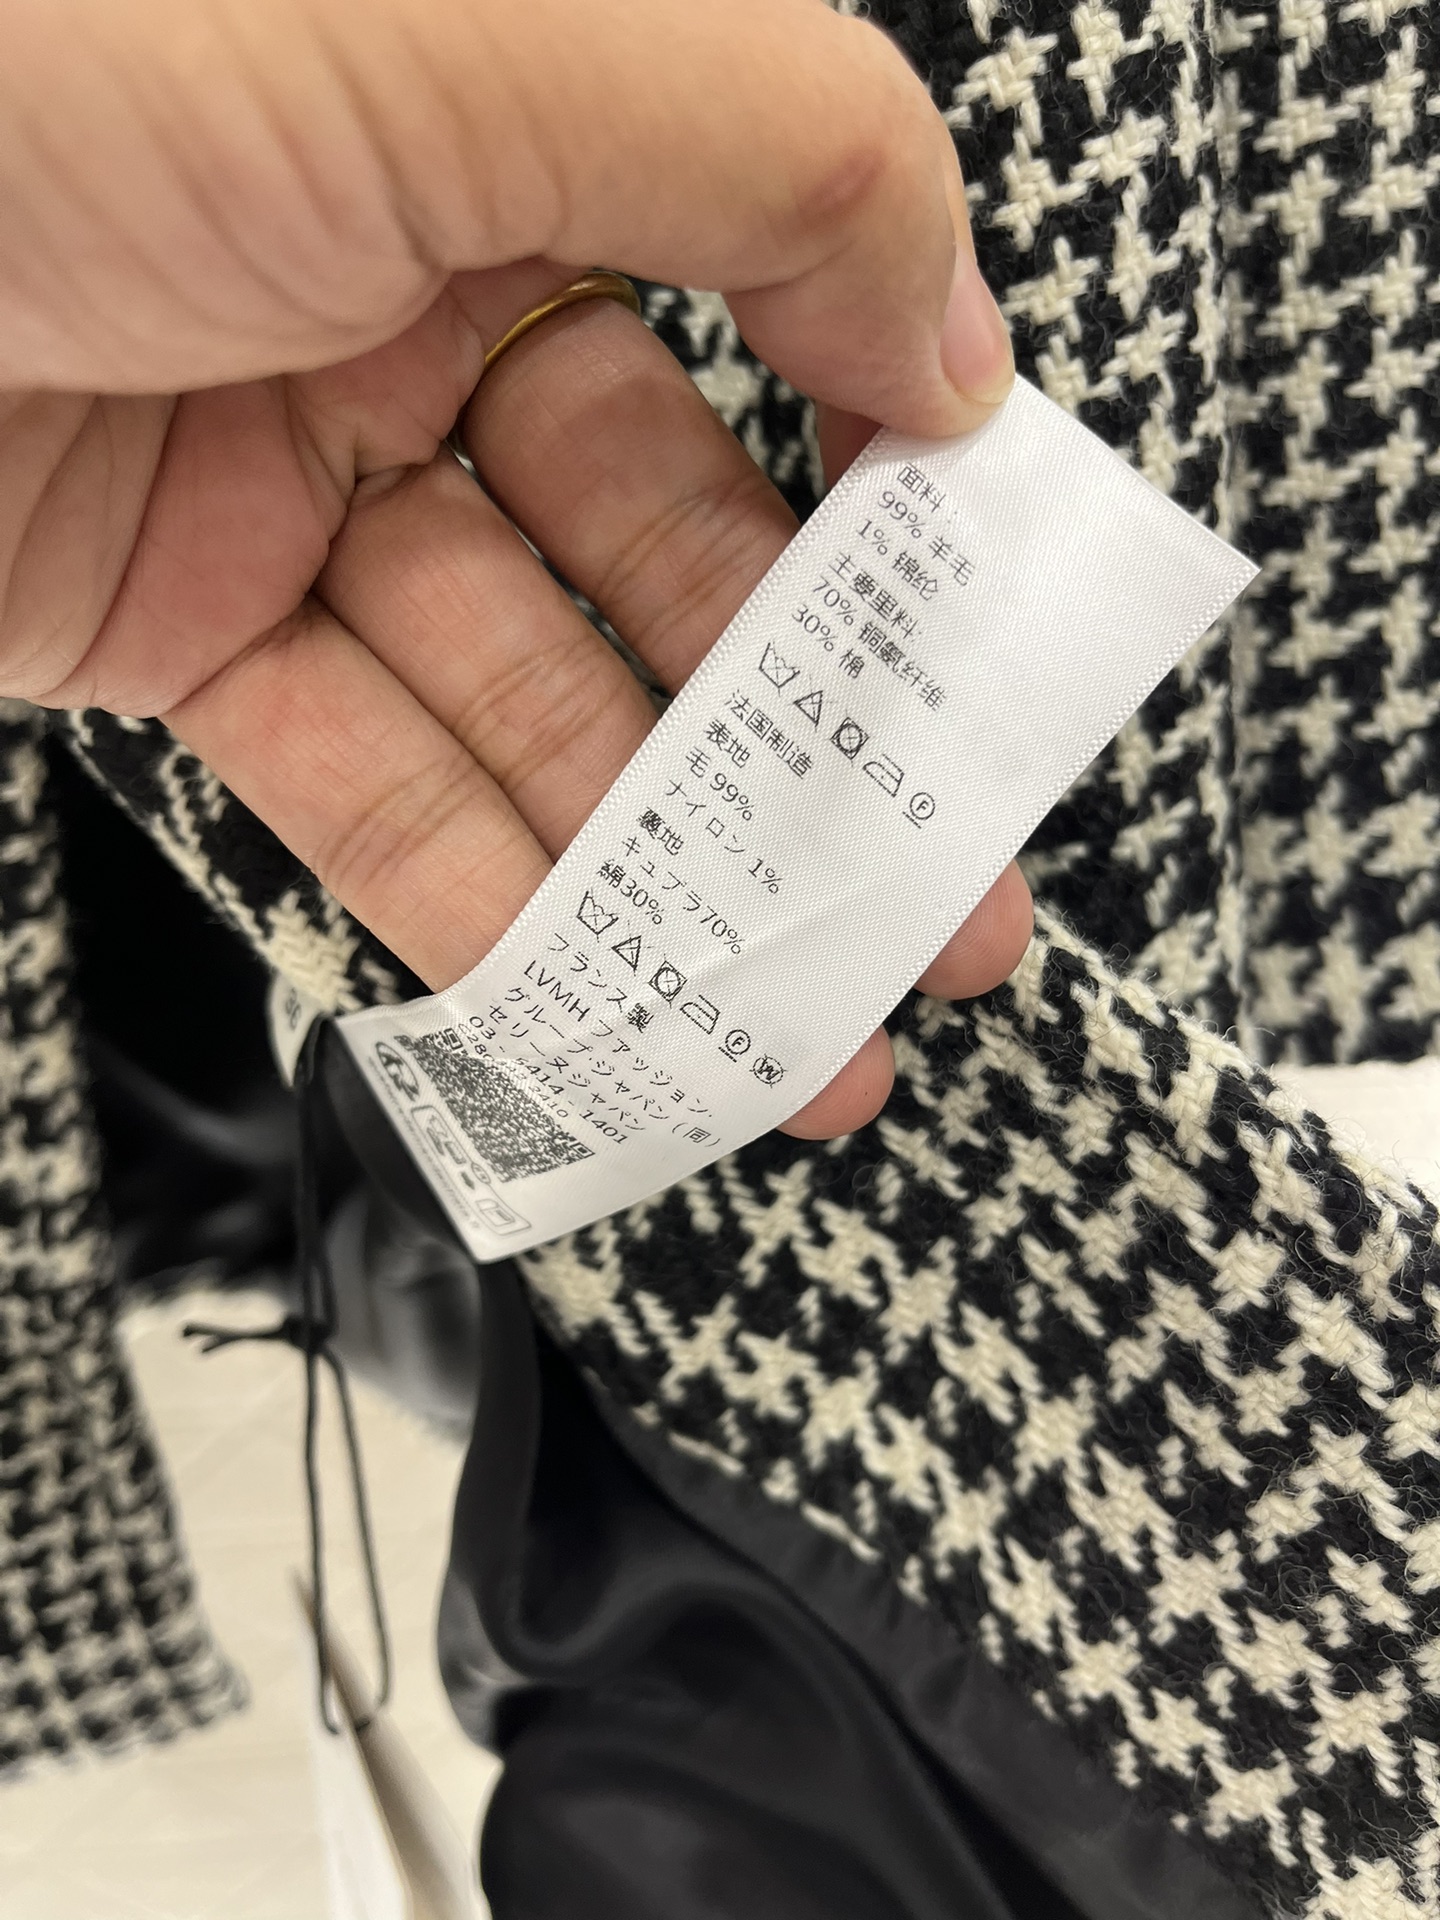 面料:
99% 羊毛
1% 锦纶
主要里料:
70% 铜氨纤维
30% 棉
F
法国制造
表地
毛 99%
ナイロン 1%
裏地
キュプラ70%
綿30%
F W
フランス製
LVMH ファッション・
グループ・ジャパン (同)
セリーヌジャパン
03 - 5414 - 1401
36